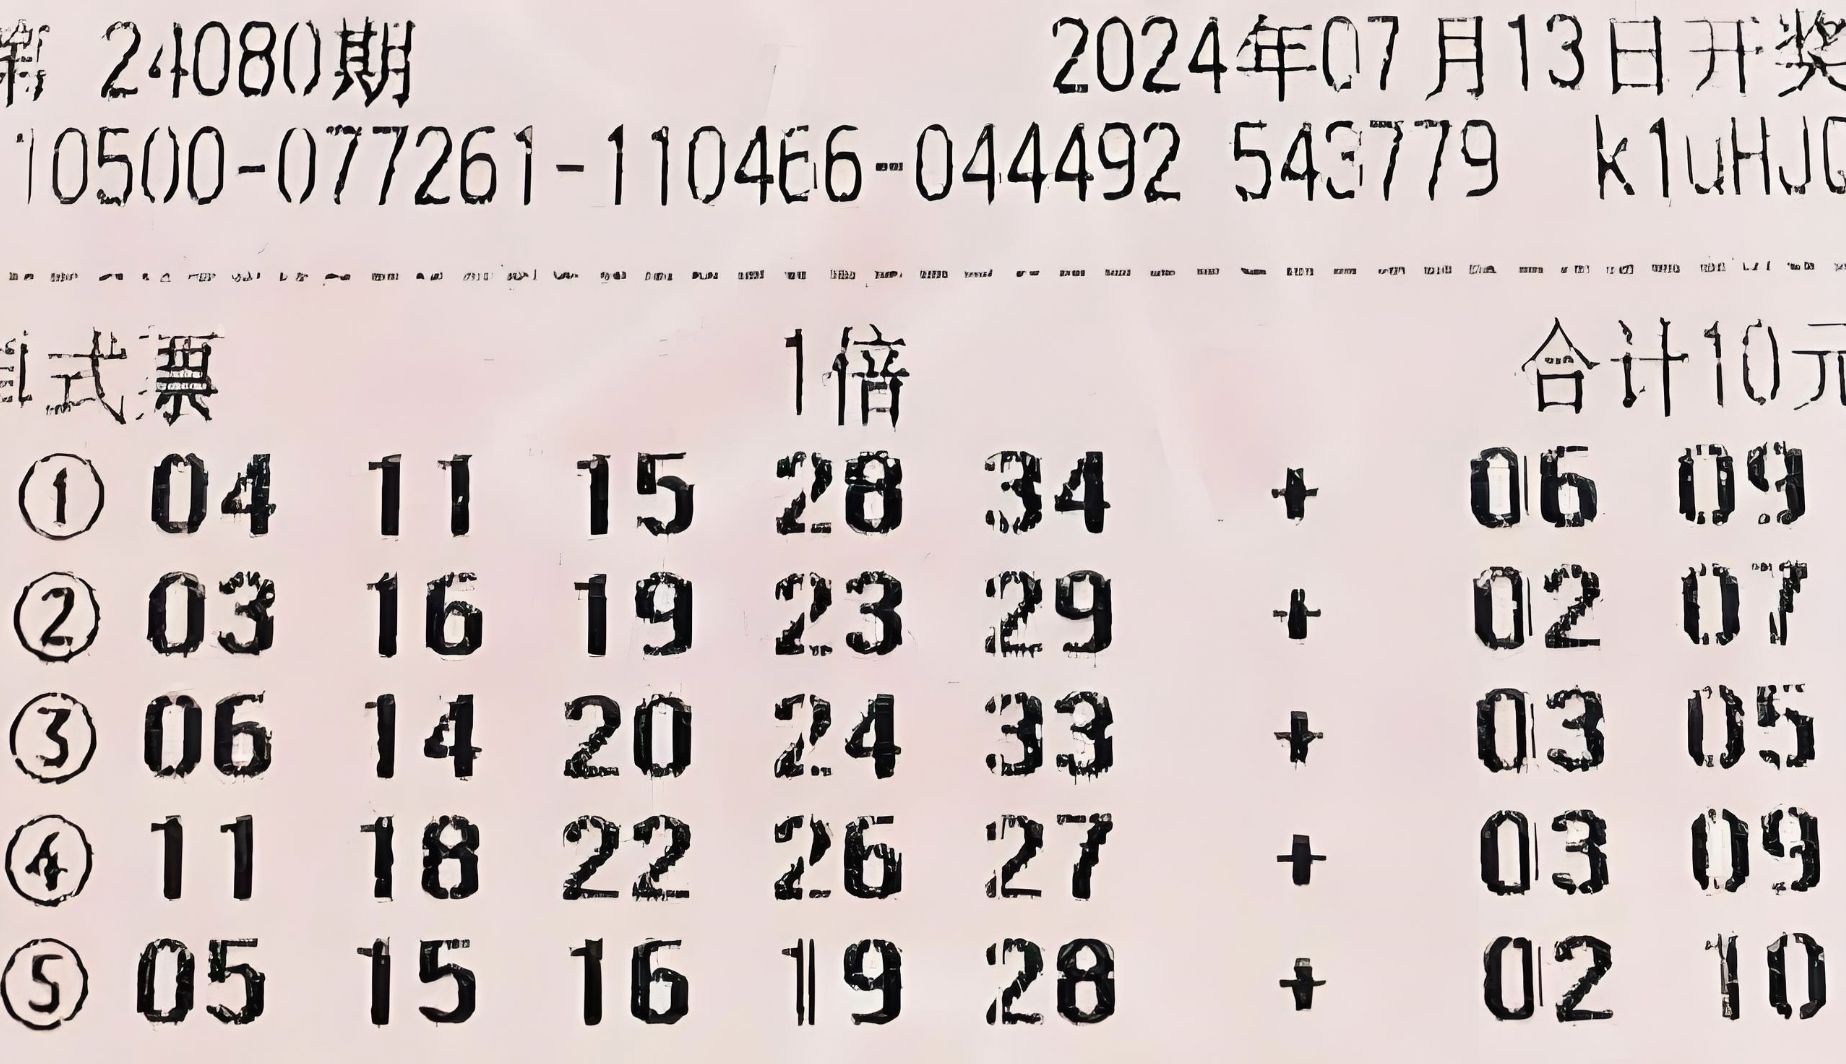 第 24080期 2024年07月13日开奖
10500-077261-110466-044492 543779 k1uHJ
式票 1倍 合计10元
① 04 11 15 28 34 + 06 09
② 03 16 19 23 29 + 02 07
③ 06 14 20 24 33 + 03 05
④ 11 18 22 26 27 + 03 09
⑤ 05 15 16 19 28 + 02 10